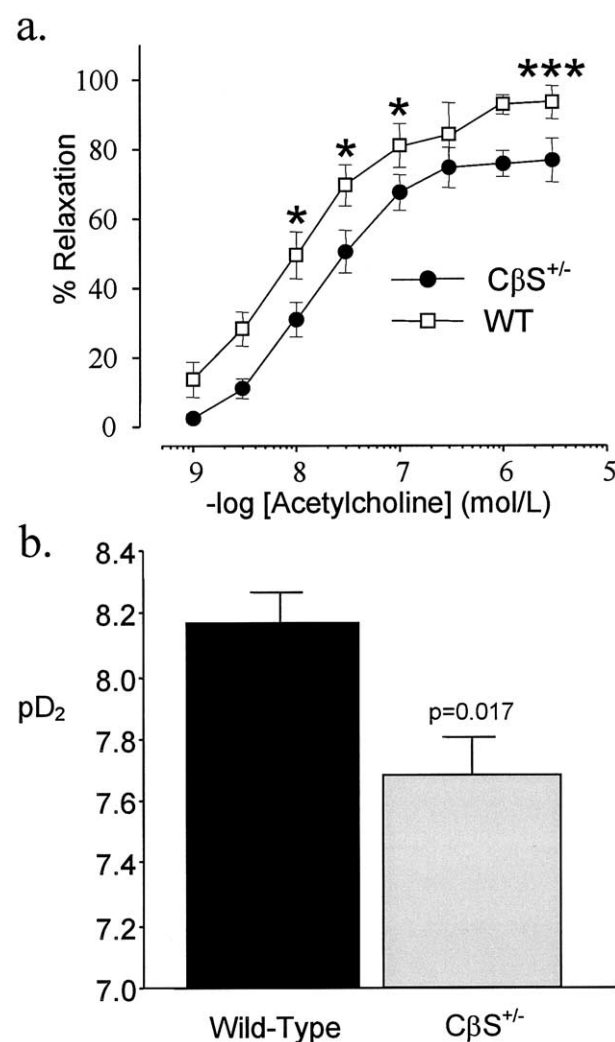 a.
100
80
60
40
20
0
% Relaxation
*
*
*
***
CβS+/-
WT
9 8 7 6 5
-log [Acetylcholine] (mol/L)
b.
8.4
8.2
8.0
7.8
7.6
7.4
7.2
7.0
pD2
p=0.017
Wild-Type CβS+/-